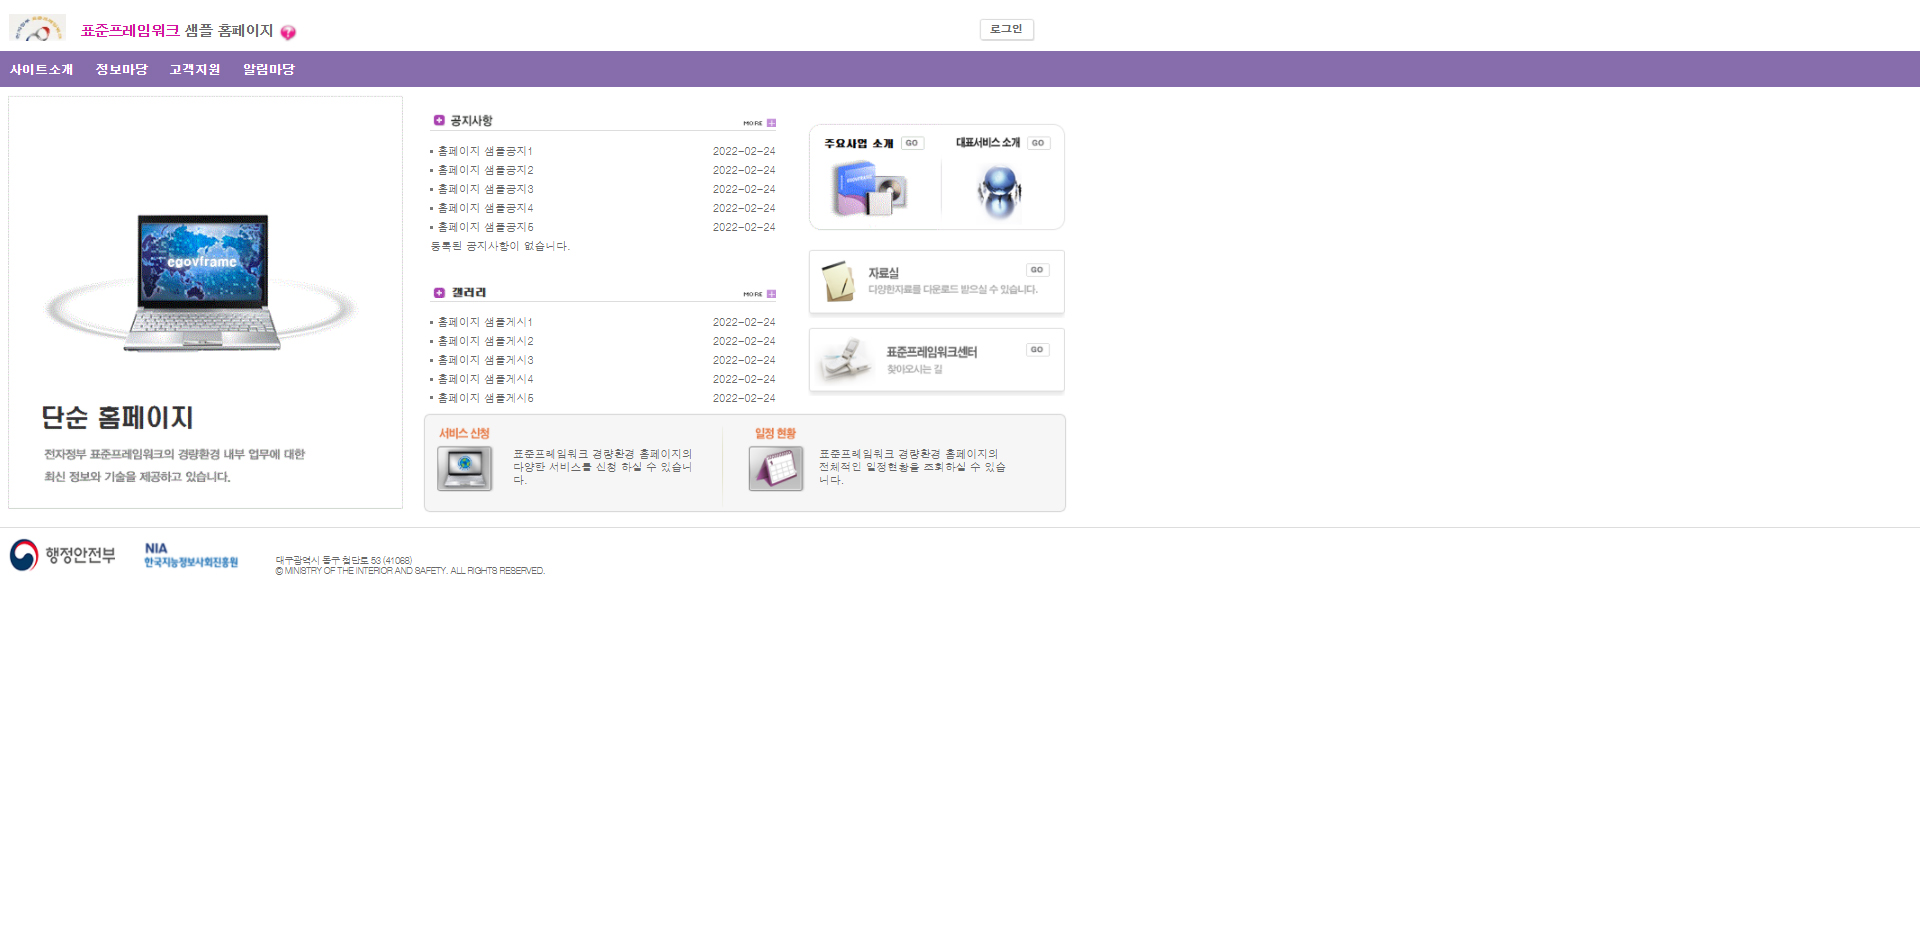 표준프레임워크 샘플 홈페이지 ?
로그인
사이트소개 정보마당 고객지원 알림마당
egovframe
단순 홈페이지
전자정부 표준프레임워크의 경량환경 내부 업무에 대한
최신 정보와 기술을 제공하고 있습니다.
공지사항 MORE
홈페이지 샘플공지1 2022-02-24
홈페이지 샘플공지2 2022-02-24
홈페이지 샘플공지3 2022-02-24
홈페이지 샘플공지4 2022-02-24
홈페이지 샘플공지5 2022-02-24
등록된 공지사항이 없습니다.
갤러리 MORE
홈페이지 샘플게시1 2022-02-24
홈페이지 샘플게시2 2022-02-24
홈페이지 샘플게시3 2022-02-24
홈페이지 샘플게시4 2022-02-24
홈페이지 샘플게시5 2022-02-24
주요사업 소개 GO
대표서비스 소개 GO
EGOVFRAME
자료실 GO
다양한자료를 다운로드 받으실 수 있습니다.
표준프레임워크센터 GO
찾아오시는 길
서비스 신청
표준프레임워크 경량환경 홈페이지의
다양한 서비스를 신청 하실 수 있습니
다.
일정 현황
표준프레임워크 경량환경 홈페이지의
전체적인 일정현황을 조회하실 수 있습
니다.
행정안전부
NIA
한국지능정보사회진흥원
대구광역시 동구 첨단로 53 (41068)
© MINISTRY OF THE INTERIOR AND SAFETY. ALL RIGHTS RESERVED.